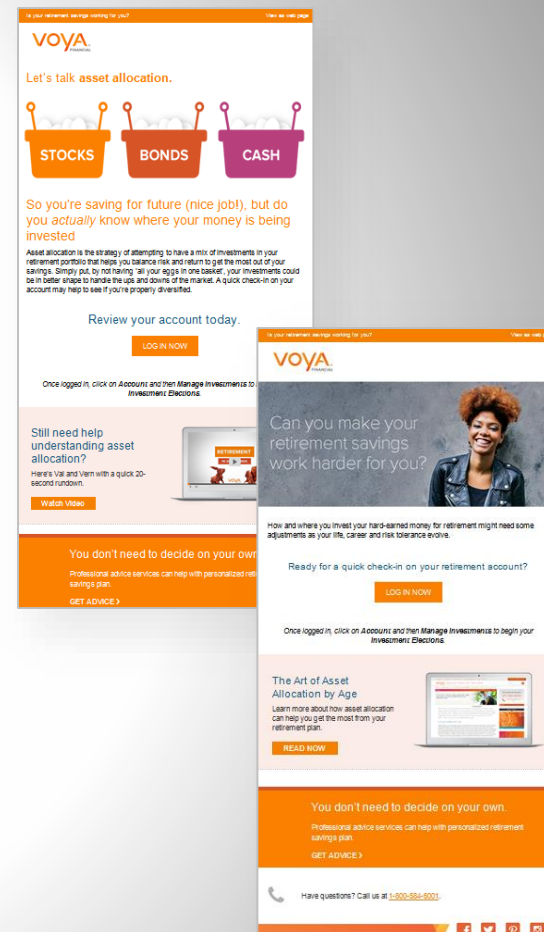 Is your retirement savings working for you? View as web page
VOYA
FINANCIAL
Let's talk asset allocation.
STOCKS BONDS CASH
So you're saving for future (nice job!), but do
you actually know where your money is being
invested
Asset allocation is the strategy of attempting to have a mix of investments in your
retirement portfolio that helps you balance risk and return to get the most out of your
savings. Simply put, by not having 'all your eggs in one basket', your investments could
be in better shape to handle the ups and downs of the market. A quick check-in on your
account may help to see if you're properly diversified.
Review your account today.
LOG IN NOW
Once logged in, click on Account and then Manage Investments to
Investment Elections.
Still need help
understanding asset
allocation?
Here's Val and Vern with a quick 20-
second rundown.
Watch Video
RETIREMENT
VOYA
You don't need to decide on your own
Professional advice services can help with personalized reti
savings plan.
GET ADVICE >
Is your retirement savings working for you? View as web
VOYA
FINANCIAL
Can you make your
retirement savings
work harder for you?
How and where you invest your hard-earned money for retirement might need some
adjustments as your life, career and risk tolerance evolve.
Ready for a quick check-in on your retirement account?
LOG IN NOW
Once logged in, click on Account and then Manage Investments to begin your
Investment Elections.
The Art of Asset
Allocation by Age
Learn more about how asset allocation
can help you get the most from your
retirement plan.
READ NOW
You don't need to decide on your own.
Professional advice services can help with personalized retirement
savings plan.
GET ADVICE >
Have questions? Call us at 1-800-584-6001.